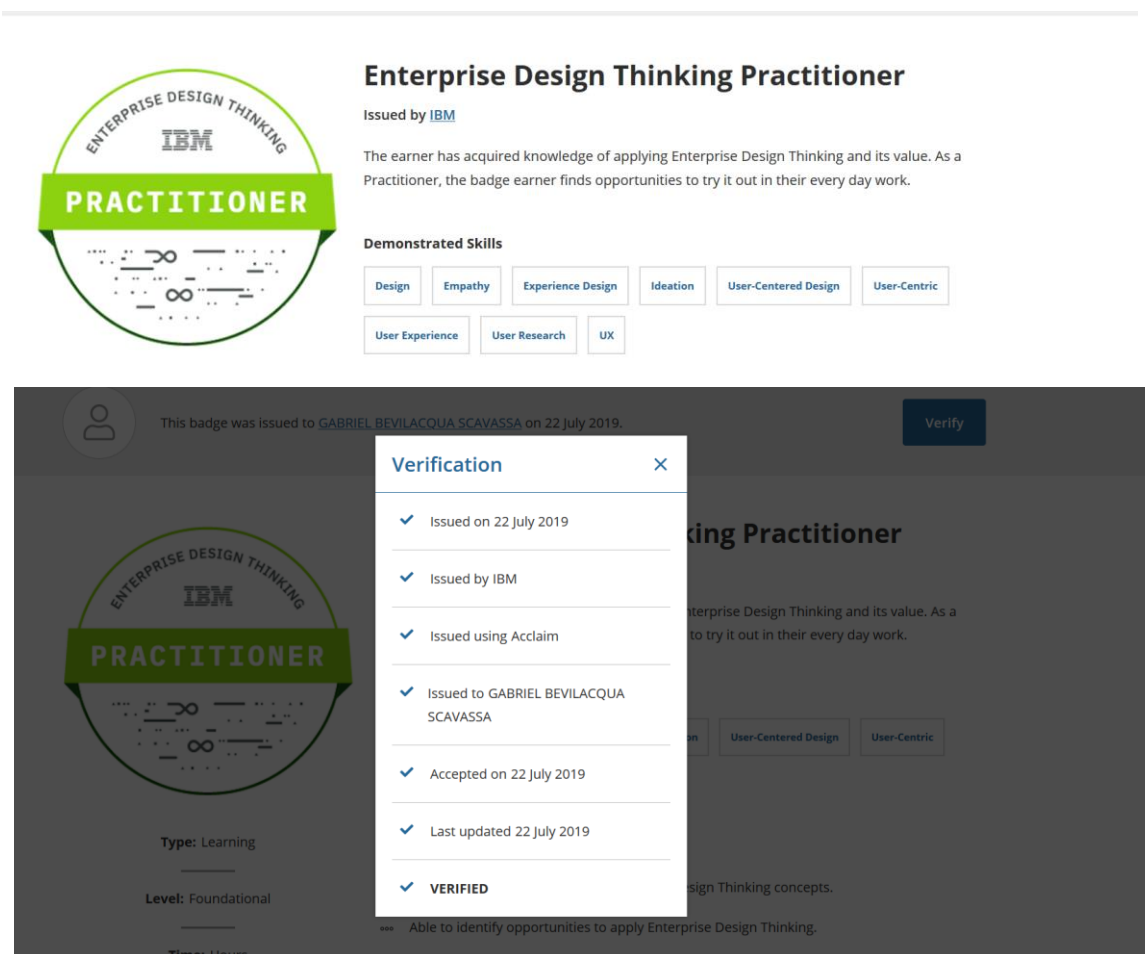 ENTERPRISE DESIGN THINKING
IBM
PRACTITIONER
Enterprise Design Thinking Practitioner
Issued by IBM
The earner has acquired knowledge of applying Enterprise Design Thinking and its value. As a
Practitioner, the badge earner finds opportunities to try it out in their every day work.
Demonstrated Skills
Design Empathy Experience Design Ideation User-Centered Design User-Centric
User Experience User Research UX
This badge was issued to GABRIEL BEVILACQUA SCAVASSA on 22 July 2019.
Verify
Verification
Issued on 22 July 2019
Issued by IBM
Issued using Acclaim
Issued to GABRIEL BEVILACQUA
SCAVASSA
Accepted on 22 July 2019
Last updated 22 July 2019
VERIFIED
ENTERPRISE DESIGN THINKING
IBM
PRACTITIONER
king Practitioner
nterprise Design Thinking and its value. As a
to try it out in their every day work.
on User-Centered Design User-Centric
Type: Learning
Level: Foundational
sign Thinking concepts.
Able to identify opportunities to apply Enterprise Design Thinking.
Time: Hours